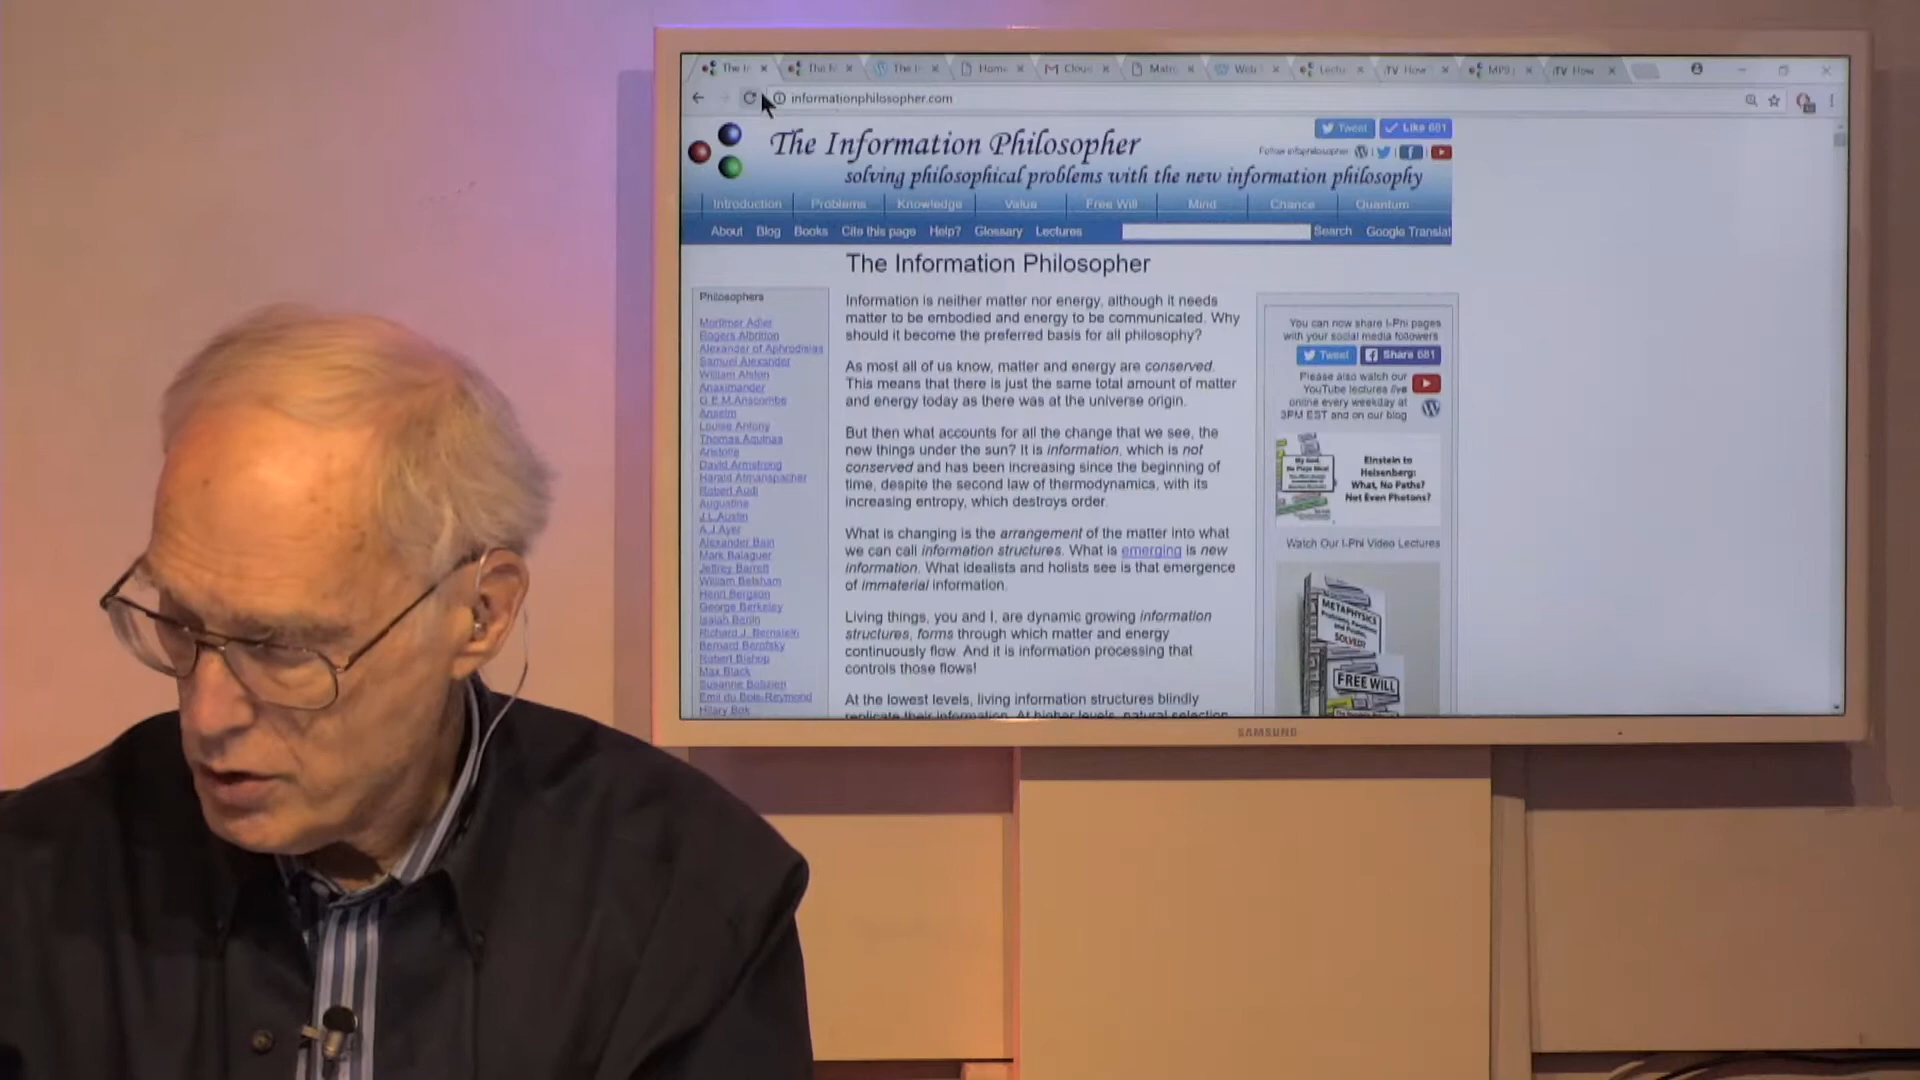 informationphilosopher.com
The Information Philosopher
solving philosophical problems with the new information philosophy
Tweet
Like 681
Follow infophilosopher
Introduction
Problems
Knowledge
Value
Free Will
Mind
Chance
Quantum
About
Blog
Books
Cite this page
Help?
Glossary
Lectures
Search
Google Translat
The Information Philosopher
Philosophers
Mortimer Adler
Rogers Albritton
Alexander of Aphrodisias
Samuel Alexander
William Alston
Anaximander
G.E.M.Anscombe
Anselm
Louise Antony
Thomas Aquinas
Aristotle
David Armstrong
Harald Atmanspacher
Robert Audi
Augustine
J.L.Austin
A.J.Ayer
Alexander Bain
Mark Balaguer
Jeffrey Barrett
William Belsham
Henri Bergson
George Berkeley
Isaiah Berlin
Richard J. Bernstein
Bernard Berofsky
Robert Bishop
Max Black
Susanne Bobzien
Emil du Bois-Reymond
Hilary Bok
Information is neither matter nor energy, although it needs
matter to be embodied and energy to be communicated. Why
should it become the preferred basis for all philosophy?
As most all of us know, matter and energy are conserved.
This means that there is just the same total amount of matter
and energy today as there was at the universe origin.
But then what accounts for all the change that we see, the
new things under the sun? It is information, which is not
conserved and has been increasing since the beginning of
time, despite the second law of thermodynamics, with its
increasing entropy, which destroys order.
What is changing is the arrangement of the matter into what
we can call information structures. What is emerging is new
information. What idealists and holists see is that emergence
of immaterial information.
Living things, you and I, are dynamic growing information
structures, forms through which matter and energy
continuously flow. And it is information processing that
controls those flows!
At the lowest levels, living information structures blindly
replicate their information. At higher levels, natural selection
You can now share I-Phi pages
with your social media followers
Tweet
Share 681
Please also watch our
YouTube lectures live
online every weekday at
3PM EST and on our blog
Einstein to
Heisenberg:
What, No Paths?
Not Even Photons?
Watch Our I-Phi Video Lectures
METAPHYSICS
SOLVED?
FREE WILL
SAMSUNG